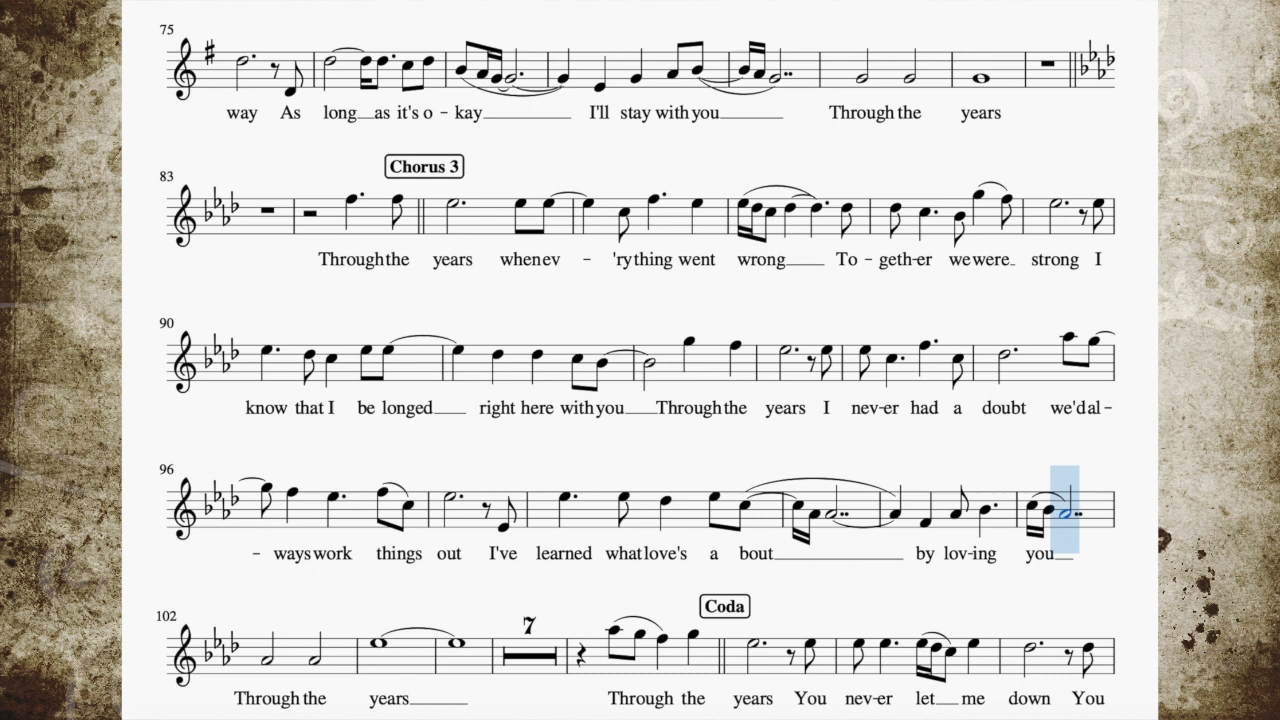 75
way As long as it's o - kay I'll stay with you Through the years
Chorus 3
83
Through the years when ev - 'ry thing went wrong To - geth-er we were strong I
90
know that I be longed right here with you Through the years I nev-er had a doubt we'd al -
96
- ways work things out I've learned what love's a bout by lov-ing you
Coda
102
7
Through the years Through the years You nev-er let me down You